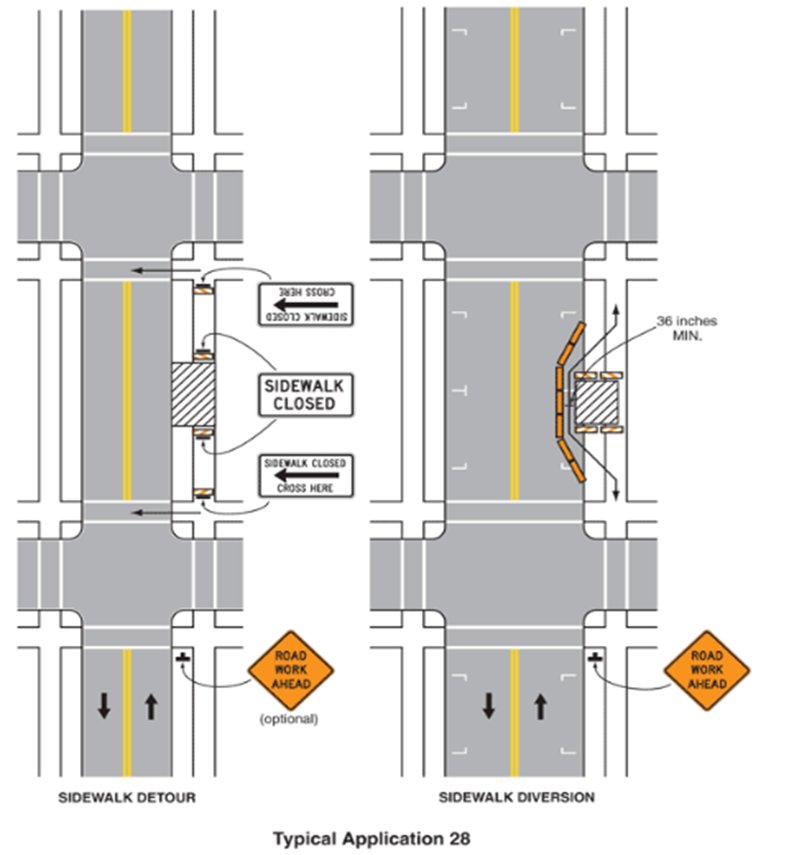 CROSS HERE
SIDEWALK CLOSED
36 inches
MIN.
SIDEWALK
CLOSED
SIDEWALK CLOSED
CROSS HERE
ROAD
WORK
AHEAD
(optional)
ROAD
WORK
AHEAD
SIDEWALK DETOUR
SIDEWALK DIVERSION
Typical Application 28